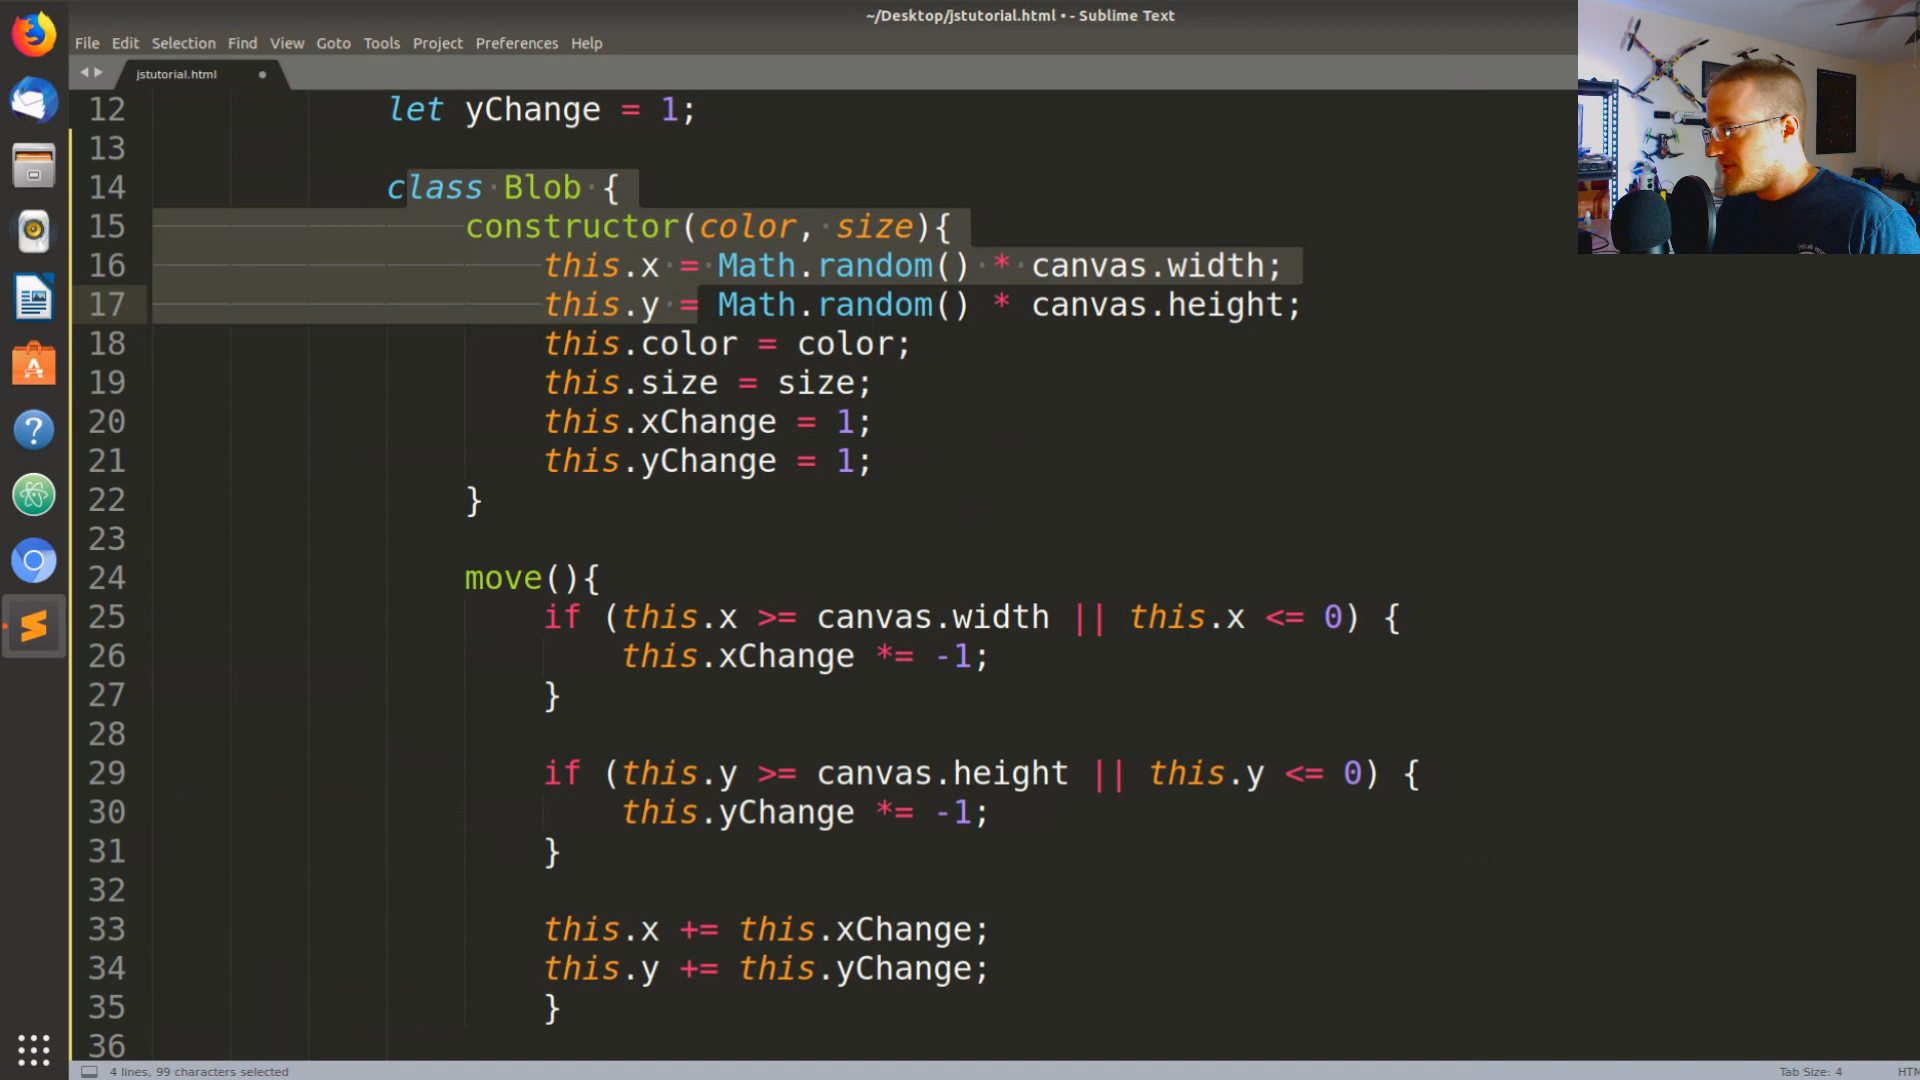 ~/Desktop/jstutorial.html • - Sublime Text
File Edit Selection Find View Goto Tools Project Preferences Help
jstutorial.html
12 let yChange = 1;
13
14 class Blob {
15 constructor(color, size){
16 this.x = Math.random() * canvas.width;
17 this.y = Math.random() * canvas.height;
18 this.color = color;
19 this.size = size;
20 this.xChange = 1;
21 this.yChange = 1;
22 }
23
24 move(){
25 if (this.x >= canvas.width || this.x <= 0) {
26 this.xChange *= -1;
27 }
28
29 if (this.y >= canvas.height || this.y <= 0) {
30 this.yChange *= -1;
31 }
32
33 this.x += this.xChange;
34 this.y += this.yChange;
35 }
36
4 lines, 99 characters selected Tab Size: 4 HTM